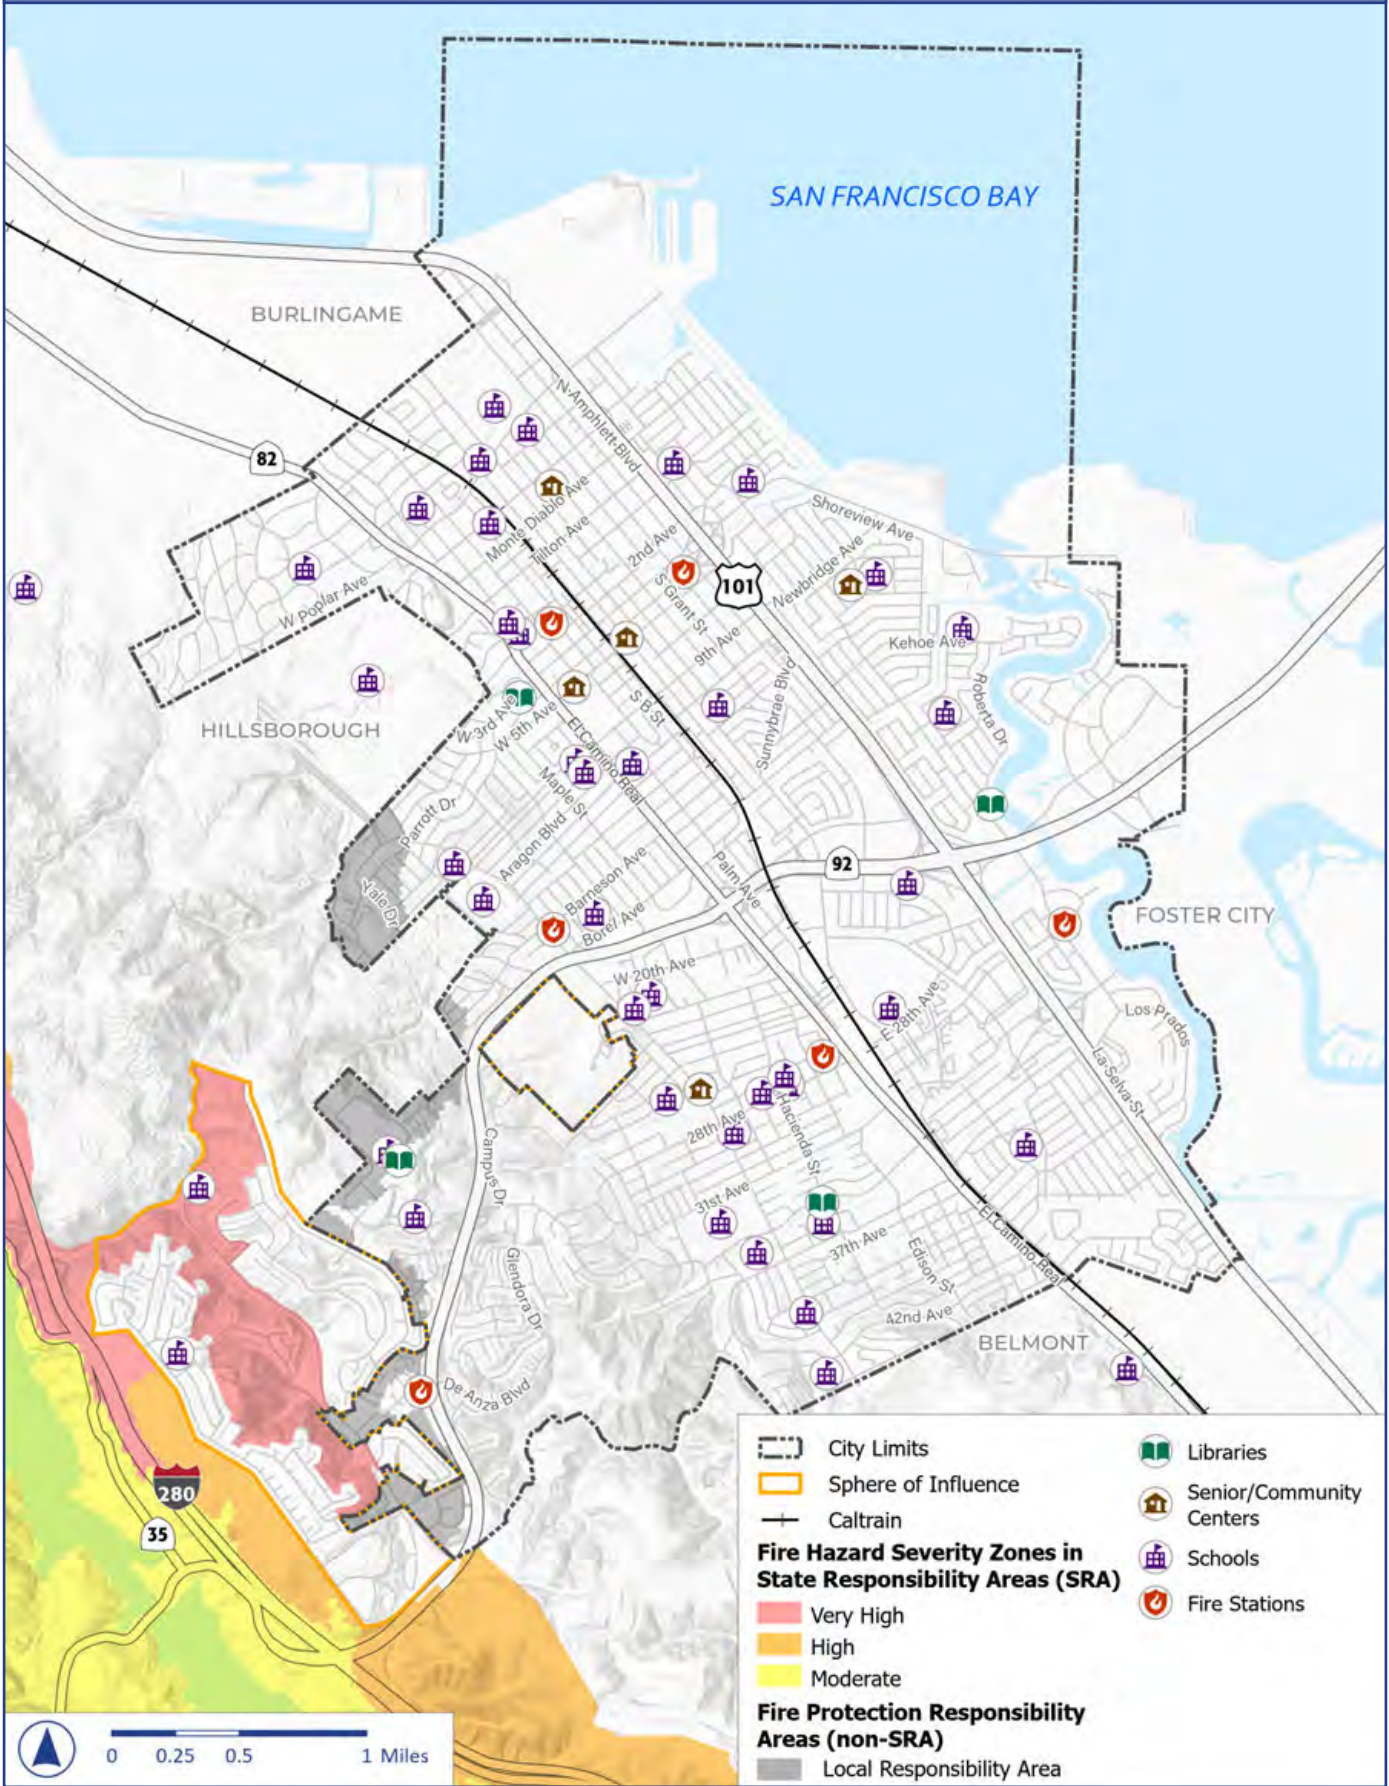 SAN FRANCISCO BAY
BURLINGAME
N Amphlett Blvd
82
Monte Diablo Ave
Tilton Ave
2nd Ave
Shoreview Ave
101
Newbridge Ave
W Poplar Ave
S Grant St
9th Ave
Kehoe Ave
HILLSBOROUGH
W 3rd Ave
W 5th Ave
S B St
Sunnybrae Blvd
Roberta Dr
El Camino Real
Maple St
Parrott Dr
Aragon Blvd
Yale Dr
Barneson Ave
Borel Ave
Palm Ave
92
FOSTER CITY
W 20th Ave
E 28th Ave
Los Prados
La Selva St
28th Ave
Hacienda St
Campus Dr
31st Ave
37th Ave
Edison St
El Camino Real
Glendora Dr
42nd Ave
BELMONT
De Anza Blvd
280
35
City Limits
Sphere of Influence
Caltrain
Fire Hazard Severity Zones in
State Responsibility Areas (SRA)
Very High
High
Moderate
Fire Protection Responsibility
Areas (non-SRA)
Local Responsibility Area
Libraries
Senior/Community
Centers
Schools
Fire Stations
0 0.25 0.5 1 Miles